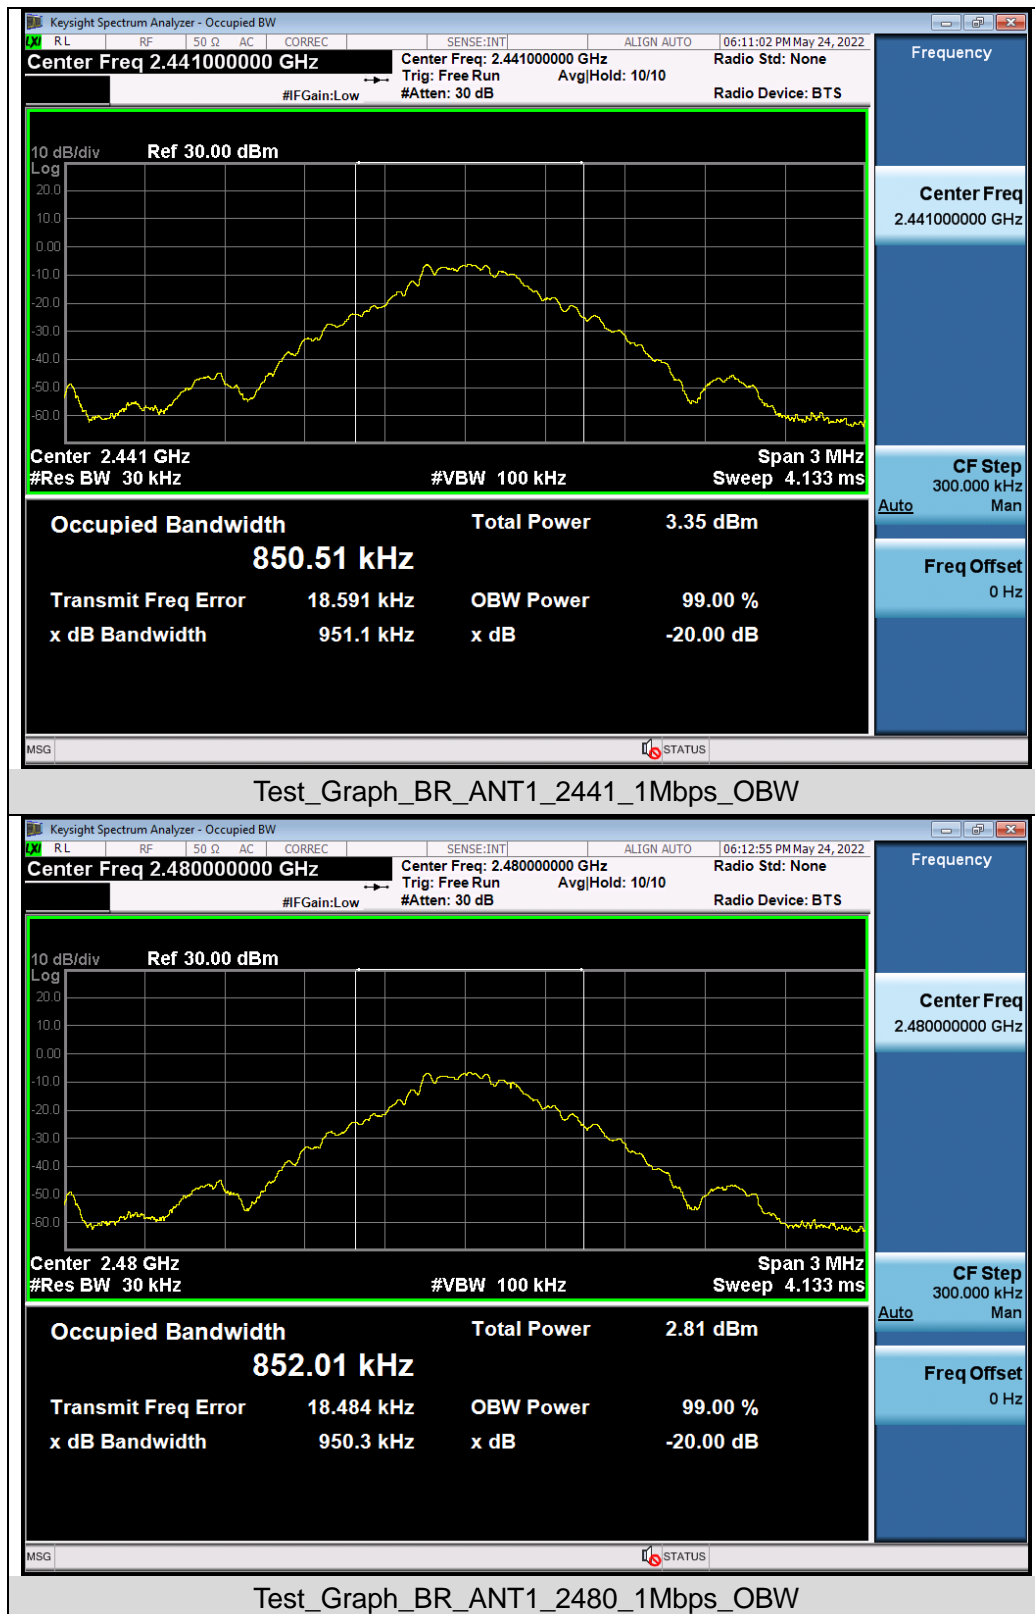 Keysight Spectrum Analyzer - Occupied BW
LXI RL RF 50 Ω AC CORREC SENSE:INT ALIGN AUTO 06:11:02 PM May 24, 2022
Center Freq 2.441000000 GHz Center Freq: 2.441000000 GHz Radio Std: None
Trig: Free Run Avg|Hold: 10/10
#IFGain:Low #Atten: 30 dB Radio Device: BTS
Frequency
10 dB/div Ref 30.00 dBm
Log
20.0
10.0
0.00
-10.0
-20.0
-30.0
-40.0
-50.0
-60.0
Center Freq
2.441000000 GHz
Center 2.441 GHz Span 3 MHz
#Res BW 30 kHz #VBW 100 kHz Sweep 4.133 ms
CF Step
300.000 kHz
Auto Man
Occupied Bandwidth Total Power 3.35 dBm
850.51 kHz
Transmit Freq Error 18.591 kHz OBW Power 99.00 %
x dB Bandwidth 951.1 kHz x dB -20.00 dB
Freq Offset
0 Hz
MSG STATUS
Test_Graph_BR_ANT1_2441_1Mbps_OBW
Keysight Spectrum Analyzer - Occupied BW
LXI RL RF 50 Ω AC CORREC SENSE:INT ALIGN AUTO 06:12:55 PM May 24, 2022
Center Freq 2.480000000 GHz Center Freq: 2.480000000 GHz Radio Std: None
Trig: Free Run Avg|Hold: 10/10
#IFGain:Low #Atten: 30 dB Radio Device: BTS
Frequency
10 dB/div Ref 30.00 dBm
Log
20.0
10.0
0.00
-10.0
-20.0
-30.0
-40.0
-50.0
-60.0
Center Freq
2.480000000 GHz
Center 2.48 GHz Span 3 MHz
#Res BW 30 kHz #VBW 100 kHz Sweep 4.133 ms
CF Step
300.000 kHz
Auto Man
Occupied Bandwidth Total Power 2.81 dBm
852.01 kHz
Transmit Freq Error 18.484 kHz OBW Power 99.00 %
x dB Bandwidth 950.3 kHz x dB -20.00 dB
Freq Offset
0 Hz
MSG STATUS
Test_Graph_BR_ANT1_2480_1Mbps_OBW